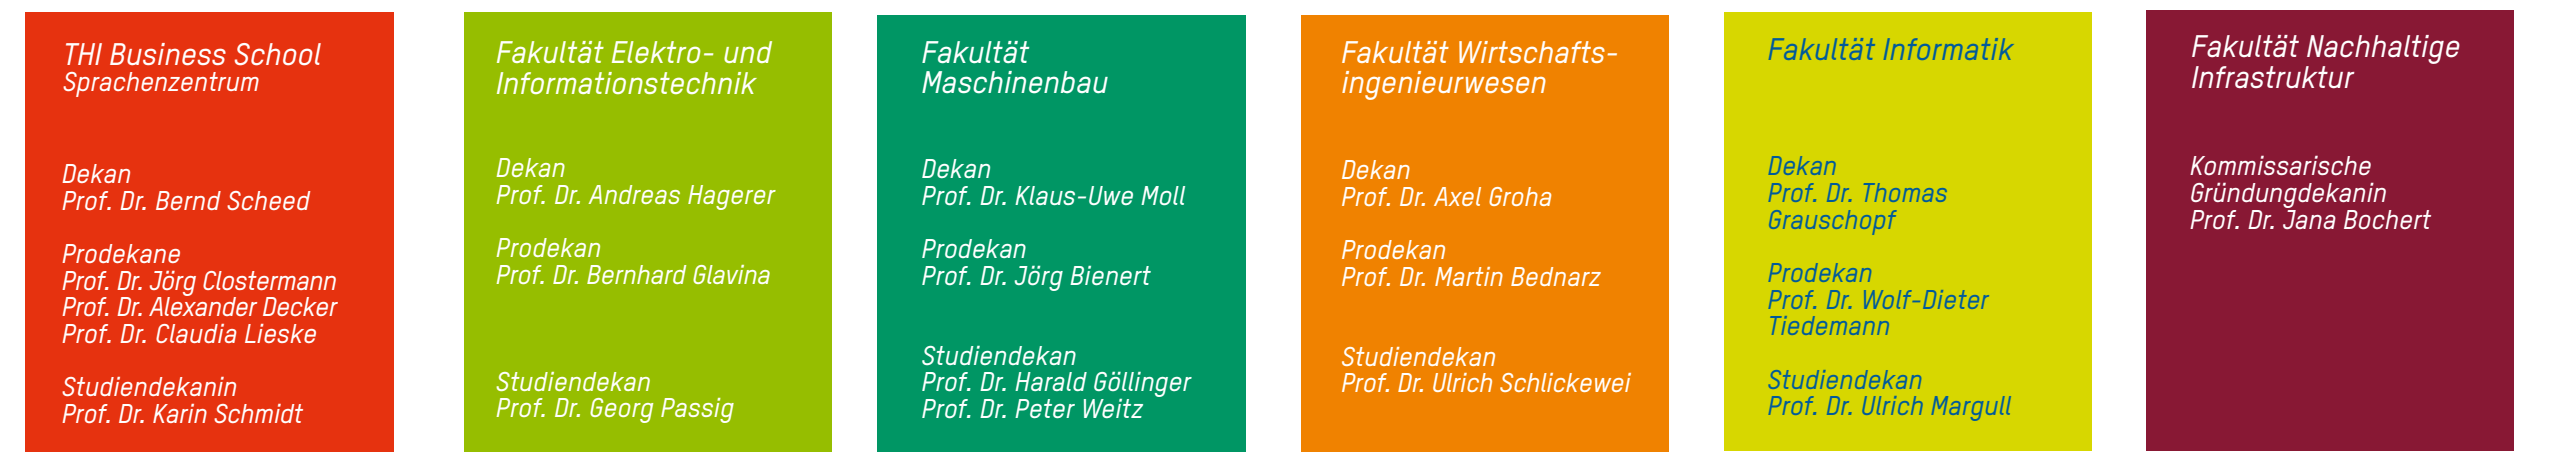 THI Business School
Sprachenzentrum
Dekan
Prof. Dr. Bernd Scheed
Prodekane
Prof. Dr. Jörg Clostermann
Prof. Dr. Alexander Decker
Prof. Dr. Claudia Lieske
Studiendekanin
Prof. Dr. Karin Schmidt
Fakultät Elektro- und
Informationstechnik
Dekan
Prof. Dr. Andreas Hagerer
Prodekan
Prof. Dr. Bernhard Glavina
Studiendekan
Prof. Dr. Georg Passig
Fakultät
Maschinenbau
Dekan
Prof. Dr. Klaus-Uwe Moll
Prodekan
Prof. Dr. Jörg Bienert
Studiendekan
Prof. Dr. Harald Göllinger
Prof. Dr. Peter Weitz
Fakultät Wirtschafts-
ingenieurwesen
Dekan
Prof. Dr. Axel Groha
Prodekan
Prof. Dr. Martin Bednarz
Studiendekan
Prof. Dr. Ulrich Schlickewei
Fakultät Informatik
Dekan
Prof. Dr. Thomas
Grauschopf
Prodekan
Prof. Dr. Wolf-Dieter
Tiedemann
Studiendekan
Prof. Dr. Ulrich Margull
Fakultät Nachhaltige
Infrastruktur
Kommissarische
Gründungdekanin
Prof. Dr. Jana Bochert